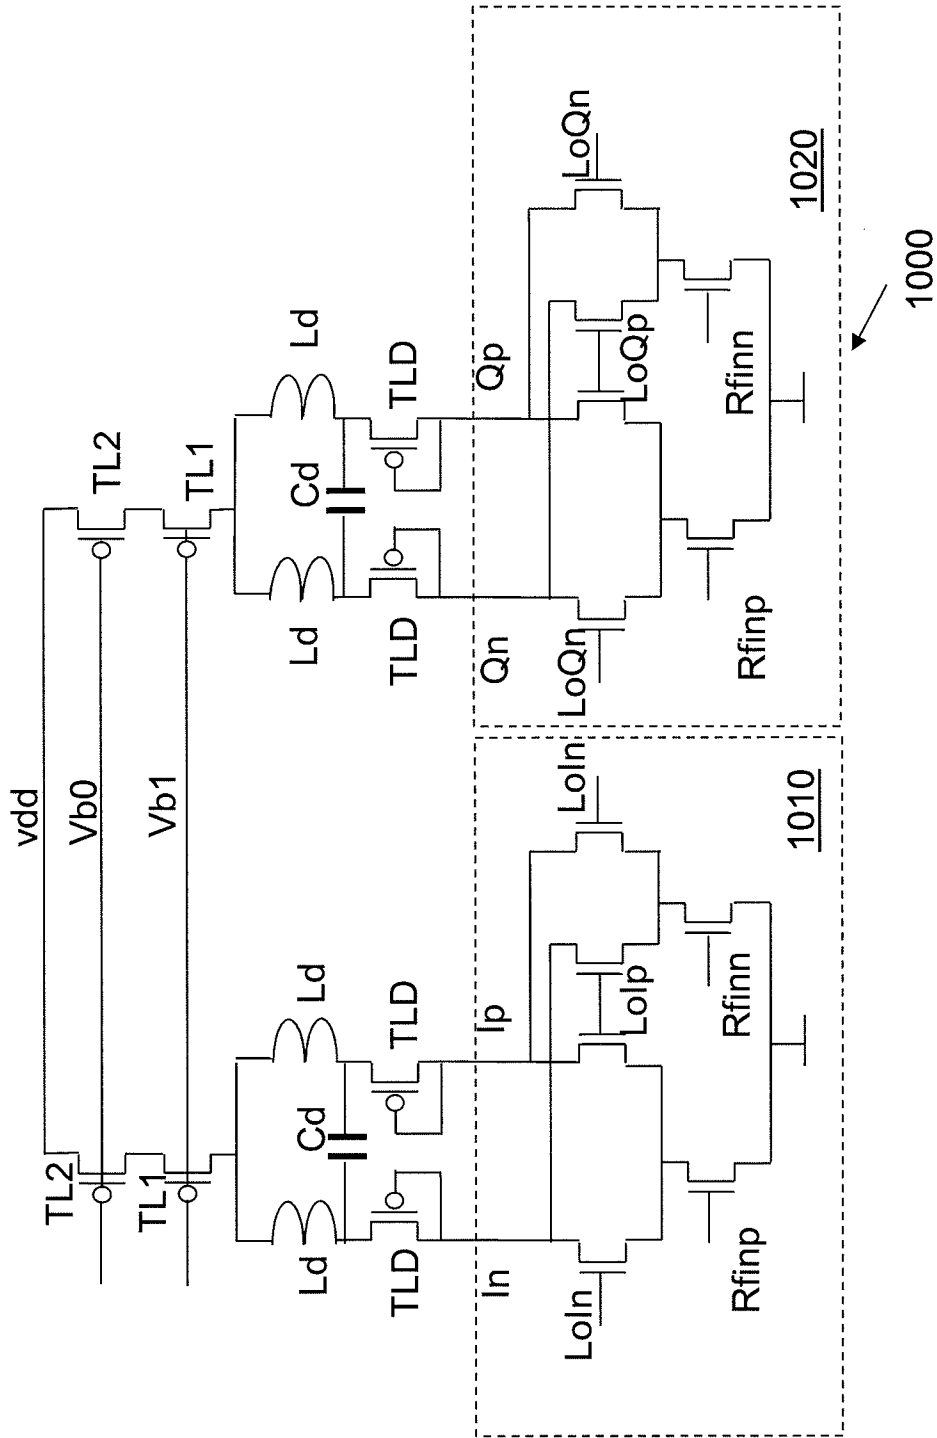 vdd
Vb0
Vb1
TL2
TL1
TL2
TL1
Ld
Cd
Ld
Ld
Cd
Ld
TLD
TLD
TLD
TLD
In
Ip
Qn
Qp
LoIn
LoIp
LoIn
LoQn
LoQp
LoQn
Rfinp
Rfinn
Rfinp
Rfinn
1010
1020
1000